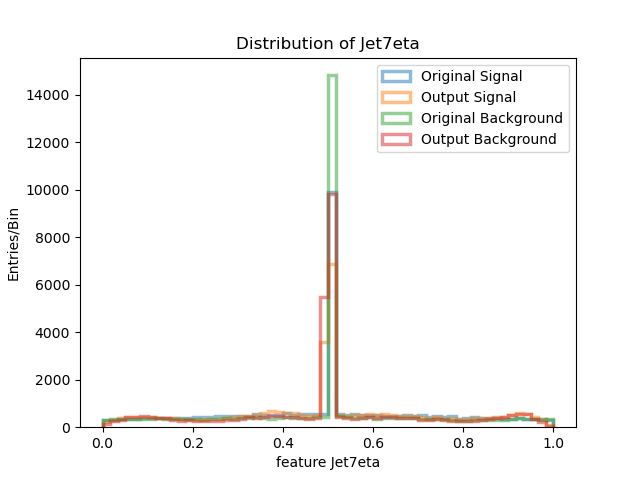 Distribution of Jet7eta
Original Signal
Output Signal
Original Background
Output Background
Entries/Bin
14000
12000
10000
8000
6000
4000
2000
0
0.0 0.2 0.4 0.6 0.8 1.0
feature Jet7eta